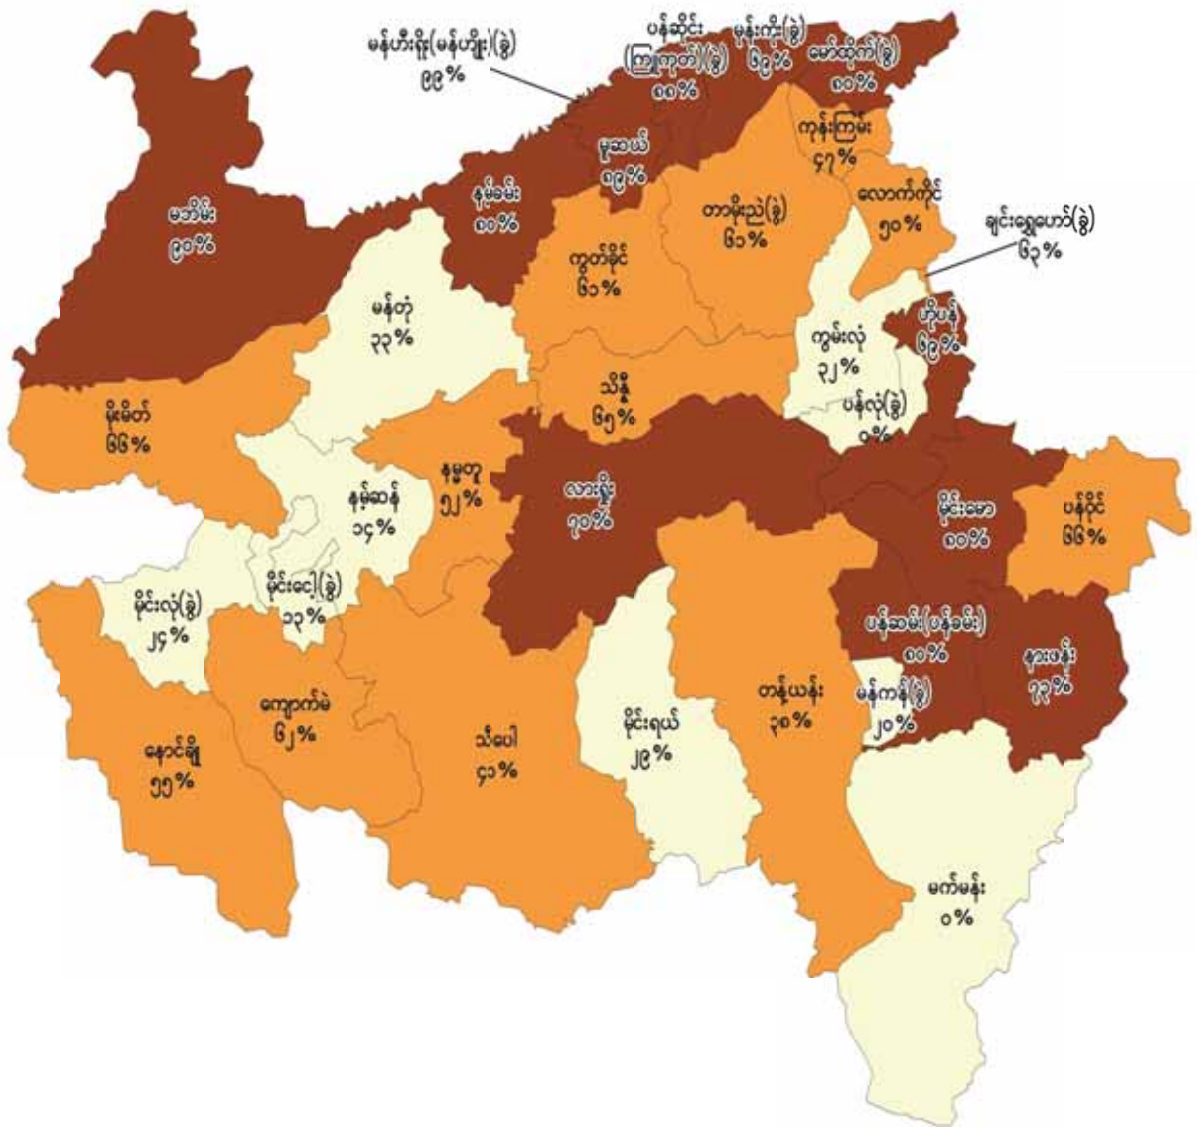 မန်ဟီးရိုး(မန်ဟျိုး)(ခွဲ)
၉၉%
ပန်ဆိုင်း
(ကြူကုတ်)(ခွဲ)
၈၈%
မုန်းကိုး(ခွဲ)
၆၉%
မော်ထိုက်(ခွဲ)
၈၀%
ကုန်းကြမ်း
၄၇%
မူဆယ်
၈၉%
နမ့်ခမ်း
၈၀%
မဘိမ်း
၉၀%
လောက်ကိုင်
၅၀%
တာမိုးညဲ(ခွဲ)
၆၁%
ချင်းရွှေဟော်(ခွဲ)
၆၃%
ကွတ်ခိုင်
၆၁%
မန်တုံ
၃၃%
ဟိုပန်
၆၉%
ကွမ်းလုံ
၃၂%
သိန္နီ
၆၅%
ပန်လုံ(ခွဲ)
၀%
မိုးမိတ်
၆၆%
နမ္မတူ
၅၂%
လားရှိုး
၇၀%
နမ့်ဆန်
၁၄%
မိုင်းမော
၈၀%
ပန်ဝိုင်
၆၆%
မိုင်းငေါ့(ခွဲ)
၁၃%
မိုင်းလုံ(ခွဲ)
၂၄%
ပန်ဆမ်း(ပန်ခမ်း)
၈၀%
နားဖန်း
၇၃%
မန်ကန်(ခွဲ)
၂၀%
တန့်ယန်း
၃၈%
ကျောက်မဲ
၆၂%
မိုင်းရယ်
၂၉%
သီပေါ
၄၁%
နောင်ချို
၅၅%
မက်မန်း
၀%